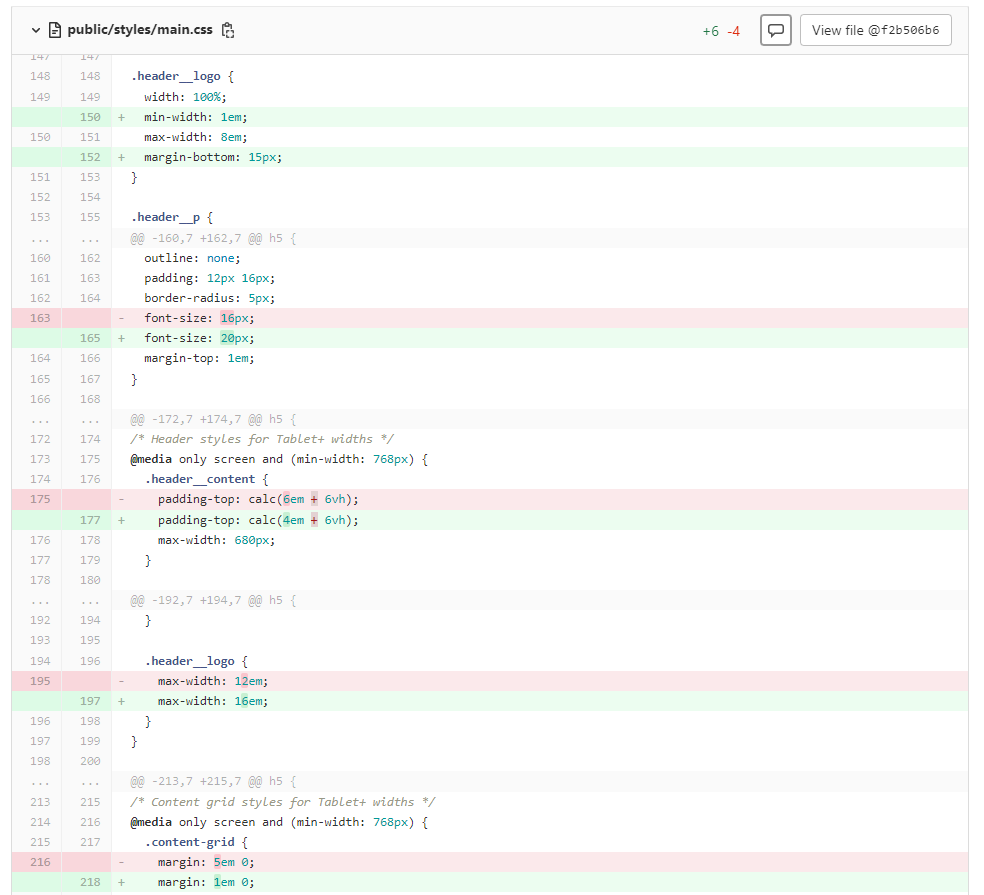 public/styles/main.css +6 -4 View file @f2b506b6
147 147
148 148 .header__logo {
149 149 width: 100%;
150 + min-width: 1em;
150 151 max-width: 8em;
152 + margin-bottom: 15px;
151 153 }
152 154
153 155 .header__p {
... ... @@ -160,7 +162,7 @@ h5 {
160 162 outline: none;
161 163 padding: 12px 16px;
162 164 border-radius: 5px;
163 - font-size: 16px;
165 + font-size: 20px;
164 166 margin-top: 1em;
165 167 }
166 168
... ... @@ -172,7 +174,7 @@ h5 {
172 174 /* Header styles for Tablet+ widths */
173 175 @media only screen and (min-width: 768px) {
174 176 .header__content {
175 - padding-top: calc(6em + 6vh);
177 + padding-top: calc(4em + 6vh);
176 178 max-width: 680px;
177 179 }
178 180
... ... @@ -192,7 +194,7 @@ h5 {
192 194 }
193 195
194 196 .header__logo {
195 - max-width: 12em;
197 + max-width: 16em;
196 198 }
197 199 }
198 200
... ... @@ -213,7 +215,7 @@ h5 {
213 215 /* Content grid styles for Tablet+ widths */
214 216 @media only screen and (min-width: 768px) {
215 217 .content-grid {
216 - margin: 5em 0;
218 + margin: 1em 0;